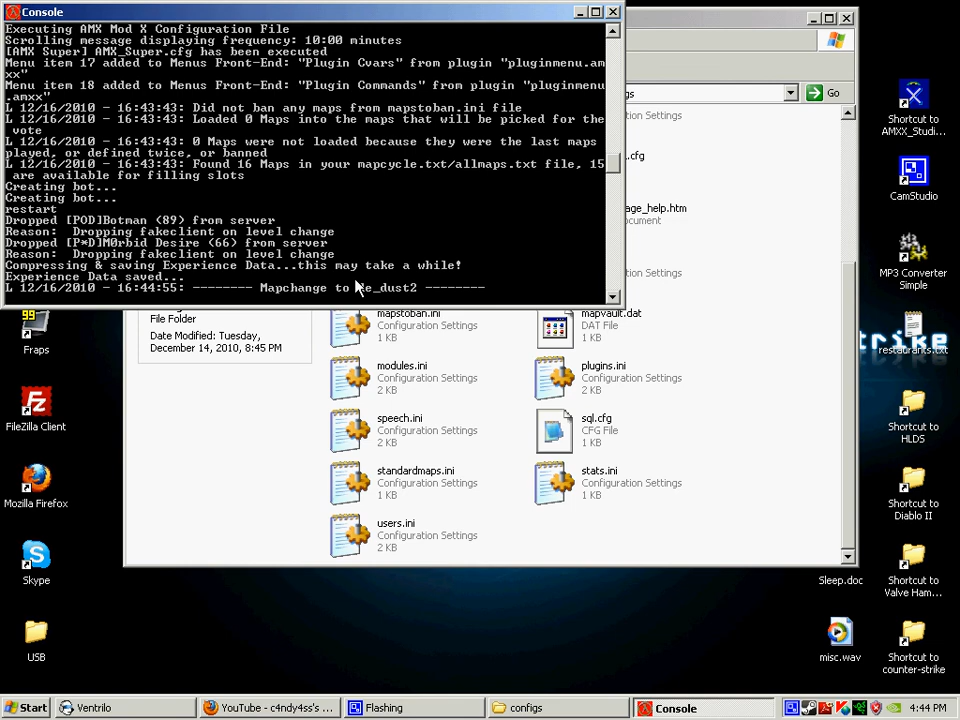 Console
Executing AMX Mod X Configuration File
Scrolling message displaying frequency: 10:00 minutes
[AMX Super] AMX_Super.cfg has been executed
Menu item 17 added to Menus Front-End: "Plugin Cvars" from plugin "pluginmenu.am
xx"
Menu item 18 added to Menus Front-End: "Plugin Commands" from plugin "pluginmenu
.amxx"
L 12/16/2010 - 16:43:43: Did not ban any maps from mapstoban.ini file
L 12/16/2010 - 16:43:43: Loaded 0 Maps into the maps that will be picked for the
vote
L 12/16/2010 - 16:43:43: 0 Maps were not loaded because they were the last maps
played, or defined twice, or banned
L 12/16/2010 - 16:43:43: Found 16 Maps in your mapcycle.txt/allmaps.txt file, 15
are available for filling slots
Creating bot...
Creating bot...
restart
Dropped [POD]Botman (89) from server
Reason:  Dropping fakeclient on level change
Dropped [P*D]M0rbid Desire (66) from server
Reason:  Dropping fakeclient on level change
Compressing & saving Experience Data...this may take a while!
Experience Data saved...
L 12/16/2010 - 16:44:55: -------- Mapchange to de_dust2 --------
gs
Go
Settings
.cfg
age_help.htm
ocument
File Folder
Date Modified: Tuesday,
December 14, 2010, 8:45 PM
mapstoban.ini
Configuration Settings
1 KB
mapvault.dat
DAT File
1 KB
modules.ini
Configuration Settings
2 KB
plugins.ini
Configuration Settings
2 KB
speech.ini
Configuration Settings
2 KB
sql.cfg
CFG File
1 KB
standardmaps.ini
Configuration Settings
1 KB
stats.ini
Configuration Settings
1 KB
users.ini
Configuration Settings
2 KB
99
Fraps
FileZilla Client
Mozilla Firefox
Skype
USB
Shortcut to
AMXX_Studi...
CamStudio
MP3 Converter
Simple
trike
restaurants.txt
Shortcut to
HLDS
Shortcut to
Diablo II
Sleep.doc
Shortcut to
Valve Ham...
misc.wav
Shortcut to
counter-strike
Start
Ventrilo
YouTube - c4ndy4ss's ...
Flashing
configs
Console
4:44 PM